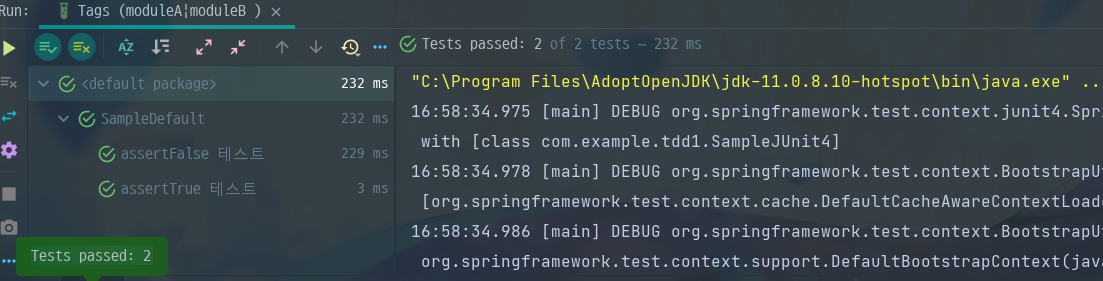 Run: Tags (moduleA¦moduleB ) ×
Tests passed: 2 of 2 tests – 232 ms
<default package> 232 ms
SampleDefault 232 ms
assertFalse 테스트 229 ms
assertTrue 테스트 3 ms
"C:\Program Files\AdoptOpenJDK\jdk-11.0.8.10-hotspot\bin\java.exe" ..
16:58:34.975 [main] DEBUG org.springframework.test.context.junit4.Spr
with [class com.example.tdd1.SampleJUnit4]
16:58:34.978 [main] DEBUG org.springframework.test.context.BootstrapU
[org.springframework.test.context.cache.DefaultCacheAwareContextLoad
16:58:34.986 [main] DEBUG org.springframework.test.context.BootstrapU
org.springframework.test.context.support.DefaultBootstrapContext(jav
Tests passed: 2